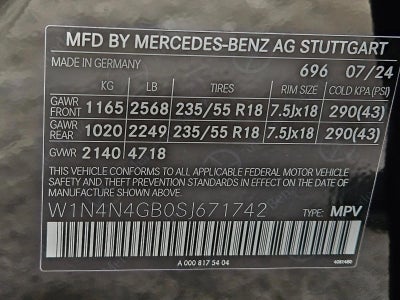 MFD BY MERCEDES-BENZ AG STUTTGART
MADE IN GERMANY 696 07/24
KG LB TIRES RIM SIZE COLD KPA (PSI)
GAWR FRONT 1165 2568 235/55 R18 7.5Jx18 290(43)
GAWR REAR 1020 2249 235/55 R18 7.5Jx18 290(43)
GVWR 2140 4718
THIS VEHICLE CONFORMS TO ALL APPLICABLE FEDERAL MOTOR VEHICLE
SAFETY STANDARDS IN EFFECT ON THE DATE OF
MANUFACTURE SHOWN ABOVE.
W1N4N4GB0SJ671742 TYPE: MPV
A 000 817 54 04